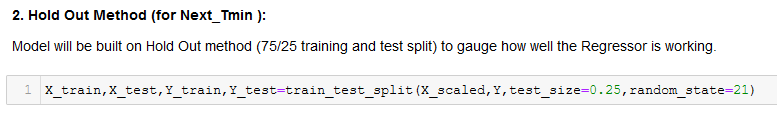 2. Hold Out Method (for Next_Tmin ):
Model will be built on Hold Out method (75/25 training and test split) to gauge how well the Regressor is working.
1 X_train,X_test,Y_train,Y_test=train_test_split(X_scaled,Y,test_size=0.25,random_state=21)